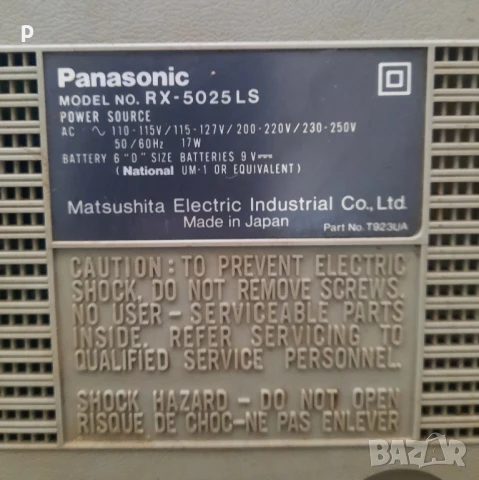 P
Panasonic
MODEL NO. RX-5025LS
POWER SOURCE
AC ∿ 110-115V/115-127V/200-220V/230-250V
50/60Hz 17W
BATTERY 6 "D" SIZE BATTERIES 9V⎓
(National UM-1 OR EQUIVALENT)
Matsushita Electric Industrial Co., Ltd.
Made in Japan
Part No. T923UA
CAUTION: TO PREVENT ELECTRIC
SHOCK, DO NOT REMOVE SCREWS.
NO USER-SERVICEABLE PARTS
INSIDE. REFER SERVICING TO
QUALIFIED SERVICE PERSONNEL.
SHOCK HAZARD-DO NOT OPEN
RISQUE DE CHOC-NE PAS ENLEVER
BAZAR
bg